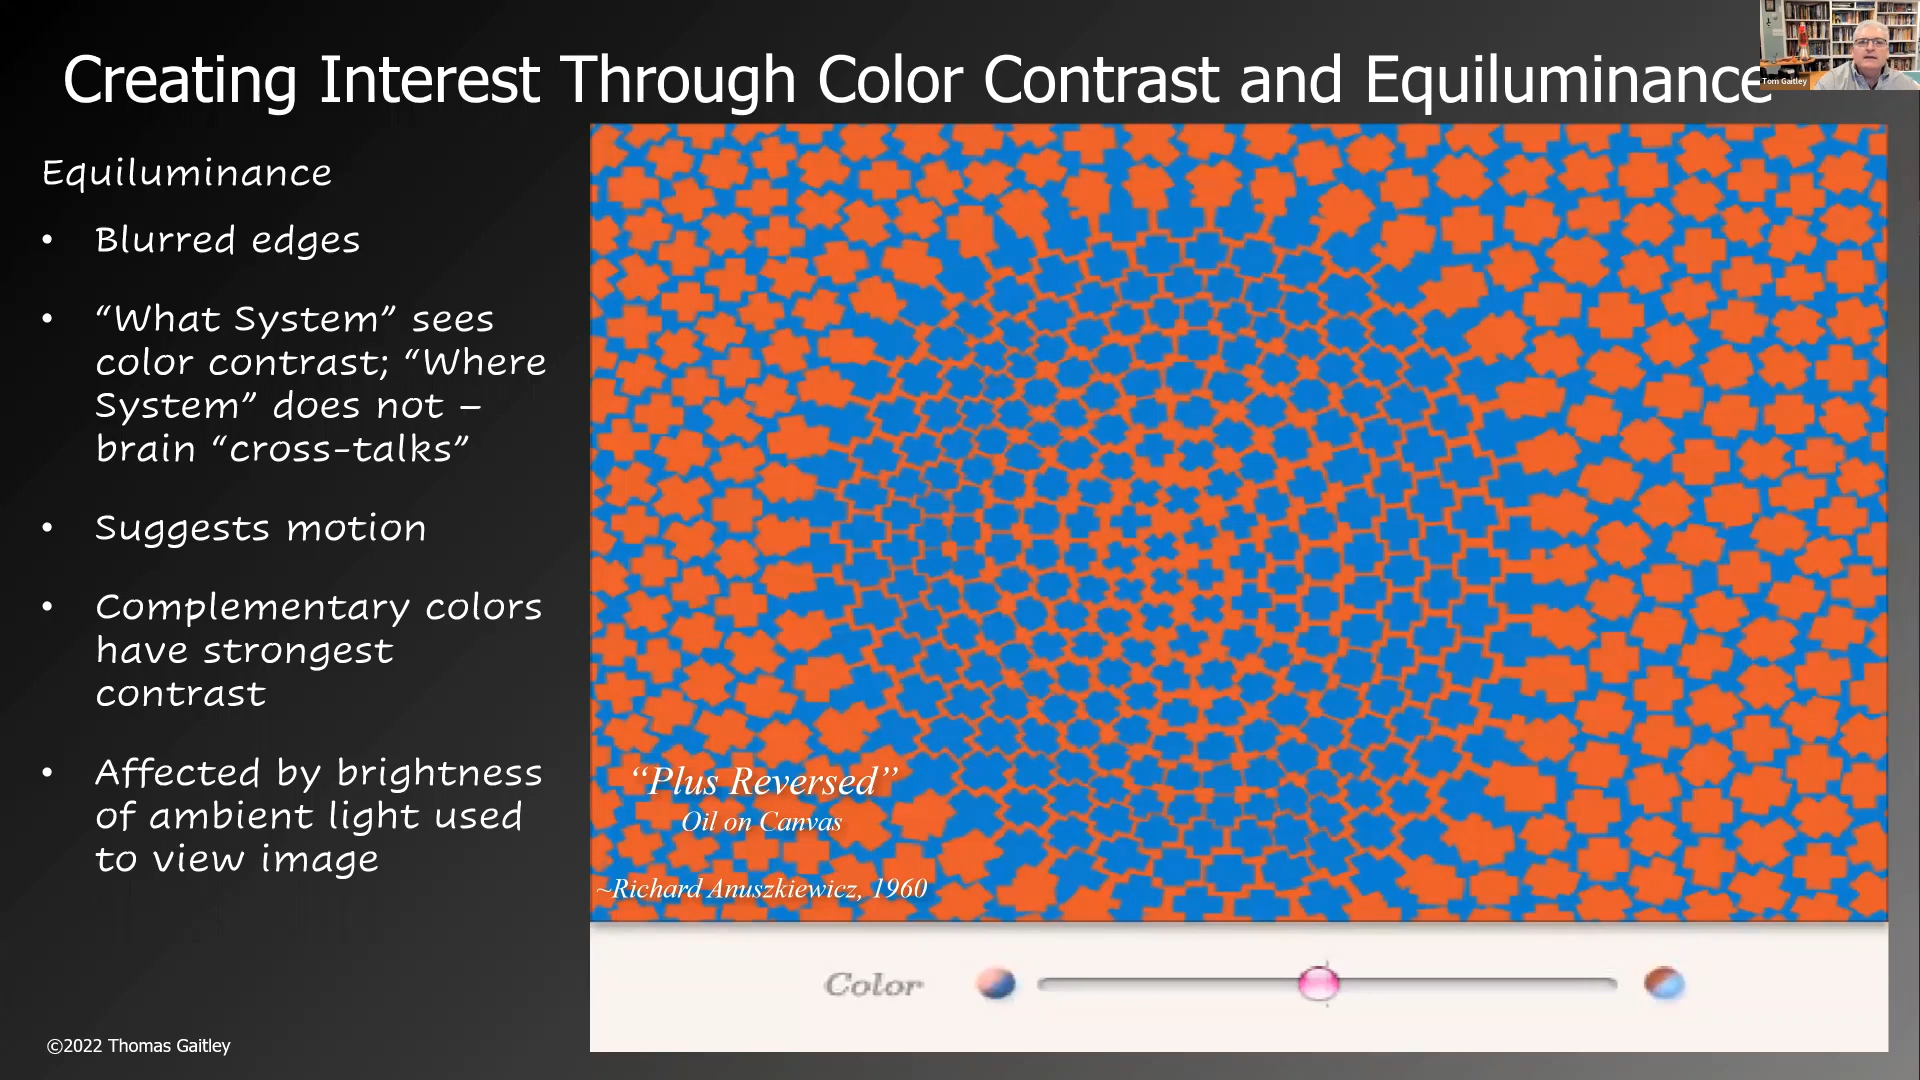 Creating Interest Through Color Contrast and Equiluminance
Tom Gaitley
Equiluminance
• Blurred edges
• “What System” sees
color contrast; “Where
System” does not –
brain “cross-talks”
• Suggests motion
• Complementary colors
have strongest
contrast
• Affected by brightness
of ambient light used
to view image
“Plus Reversed”
Oil on Canvas
~Richard Anuszkiewicz, 1960
Color
©2022 Thomas Gaitley